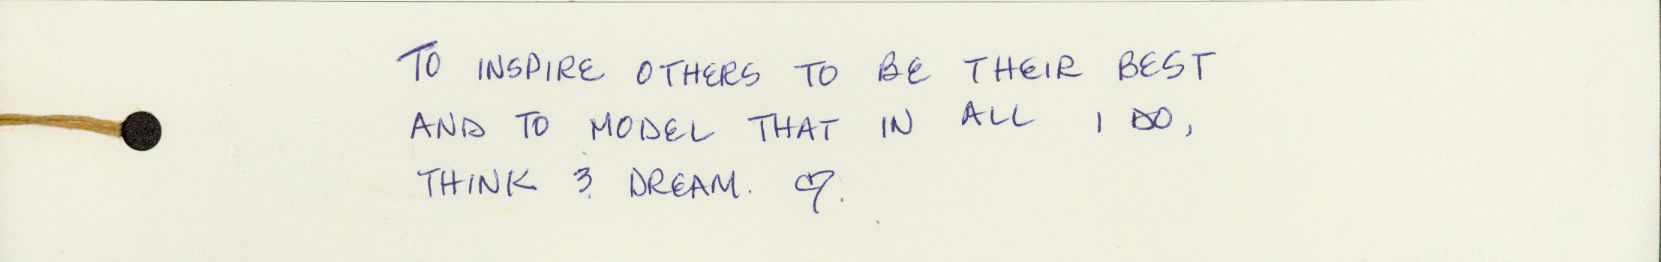 TO INSPIRE OTHERS TO BE THEIR BEST
AND TO MODEL THAT IN ALL I DO,
THINK & DREAM. ♡.